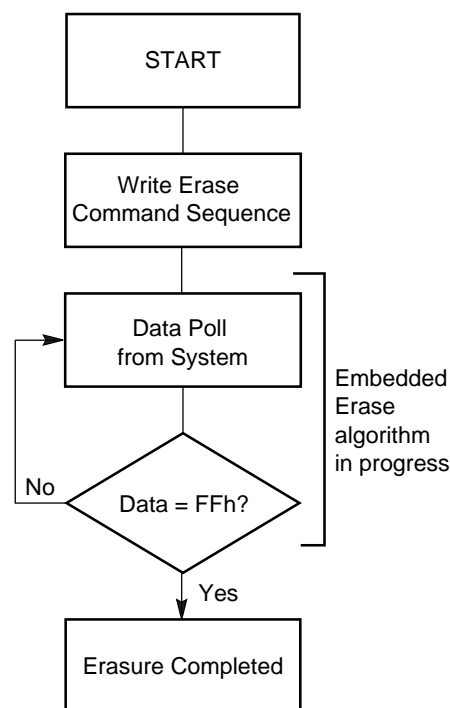 START
Write Erase
Command Sequence
Data Poll
from System
Embedded
Erase
algorithm
in progress
No
Data = FFh?
Yes
Erasure Completed